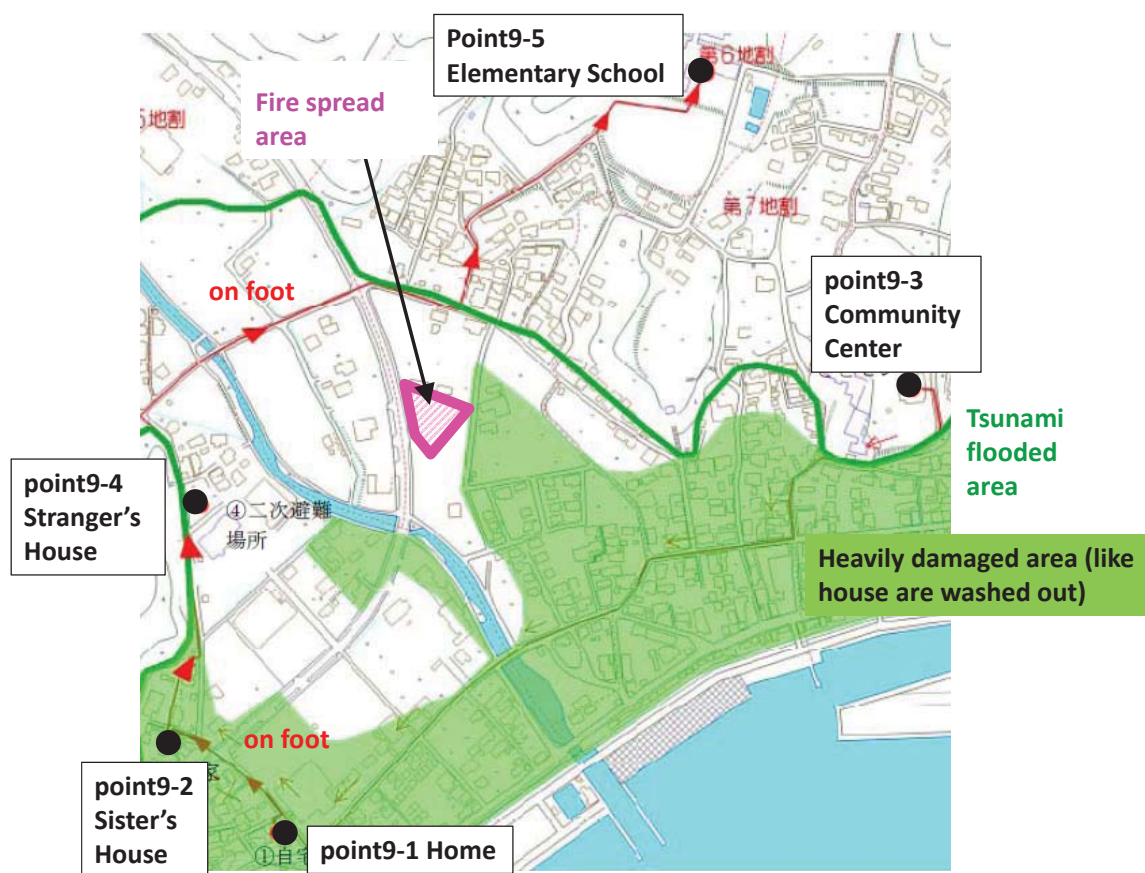 Point9-5
Elementary School
第6地割
Fire spread
area
地割
第7地割
on foot
point9-3
Community
Center
Tsunami
flooded
area
point9-4
Stranger's
House
④二次避難
場所
Heavily damaged area (like
house are washed out)
on foot
家
point9-2
Sister's
House
①自宅
point9-1 Home